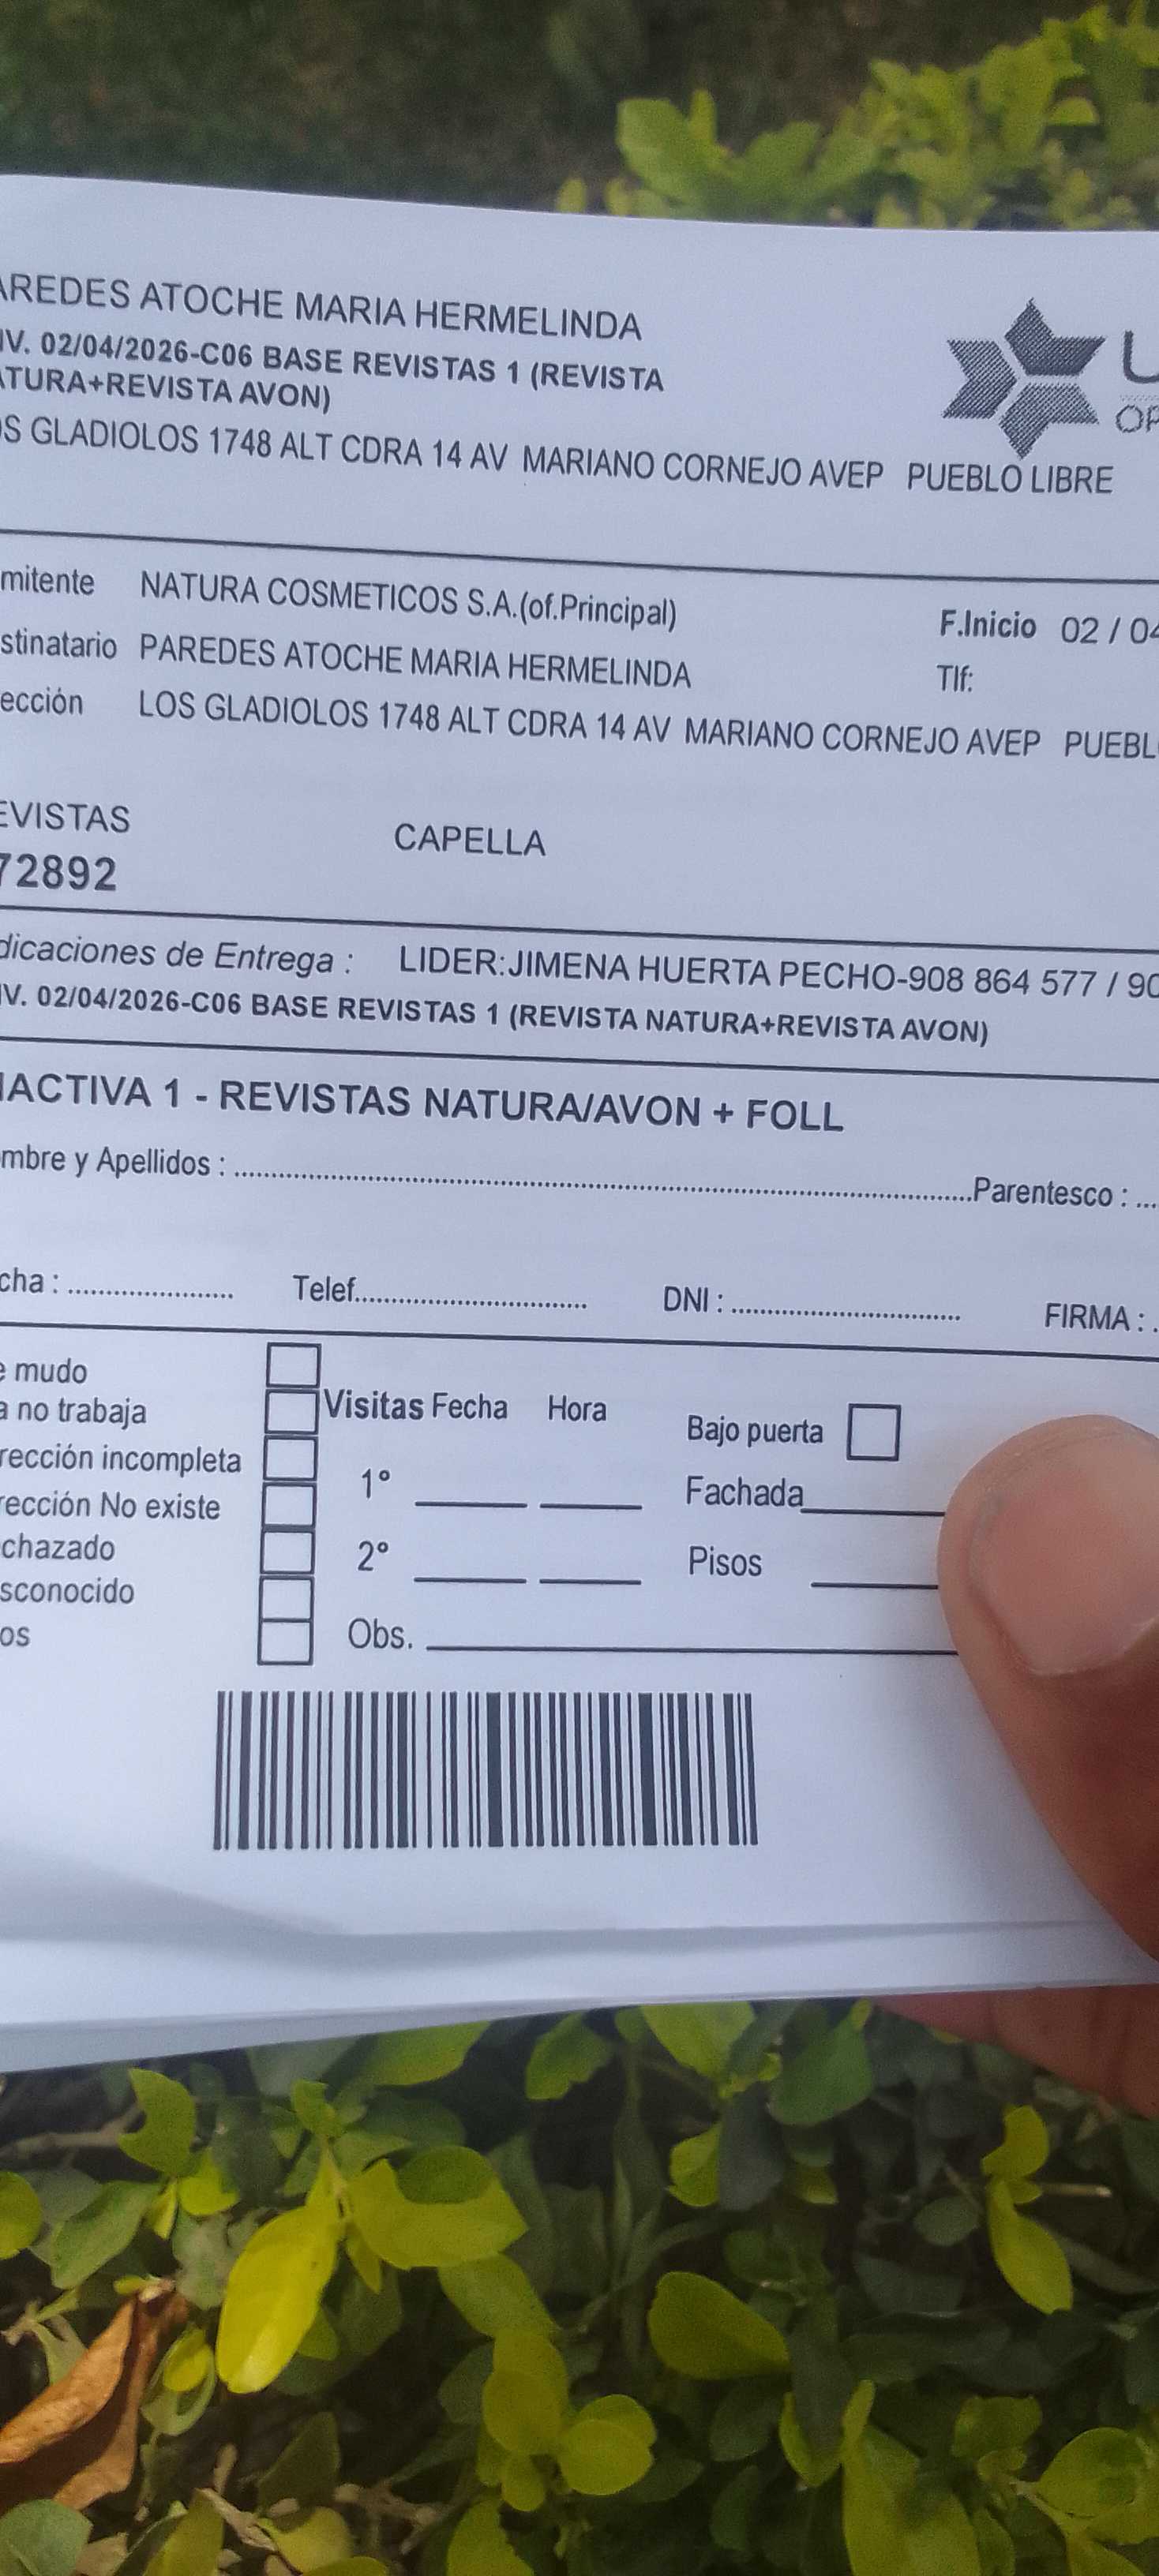 AREDES ATOCHE MARIA HERMELINDA
IV. 02/04/2026-C06 BASE REVISTAS 1 (REVISTA
ATURA+REVISTA AVON)
OS GLADIOLOS 1748 ALT CDRA 14 AV MARIANO CORNEJO AVEP PUEBLO LIBRE
U
OP
mitente NATURA COSMETICOS S.A.(of.Principal)
F.Inicio 02 / 04
stinatario PAREDES ATOCHE MARIA HERMELINDA
Tlf:
ección LOS GLADIOLOS 1748 ALT CDRA 14 AV MARIANO CORNEJO AVEP PUEBL
EVISTAS CAPELLA
72892
dicaciones de Entrega : LIDER:JIMENA HUERTA PECHO-908 864 577 / 90
IV. 02/04/2026-C06 BASE REVISTAS 1 (REVISTA NATURA+REVISTA AVON)
NACTIVA 1 - REVISTAS NATURA/AVON + FOLL
mbre y Apellidos : ........ Parentesco : ...
cha : ........ Telef........ DNI : ........ FIRMA : .
e mudo
a no trabaja
rección incompleta
rección No existe
chazado
sconocido
os
Visitas Fecha Hora
1°
2°
Obs.
Bajo puerta
Fachada
Pisos